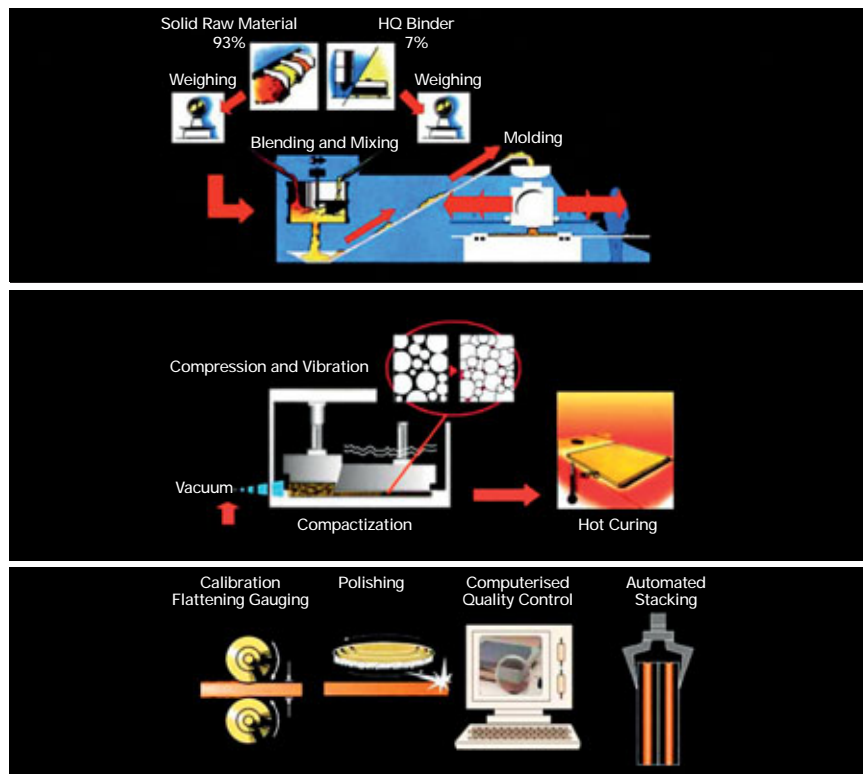 Solid Raw Material
93%
HQ Binder
7%
Weighing
Weighing
Blending and Mixing
Molding
Compression and Vibration
Vacuum
Compactization
Hot Curing
Calibration
Flattening Gauging
Polishing
Computerised
Quality Control
Automated
Stacking